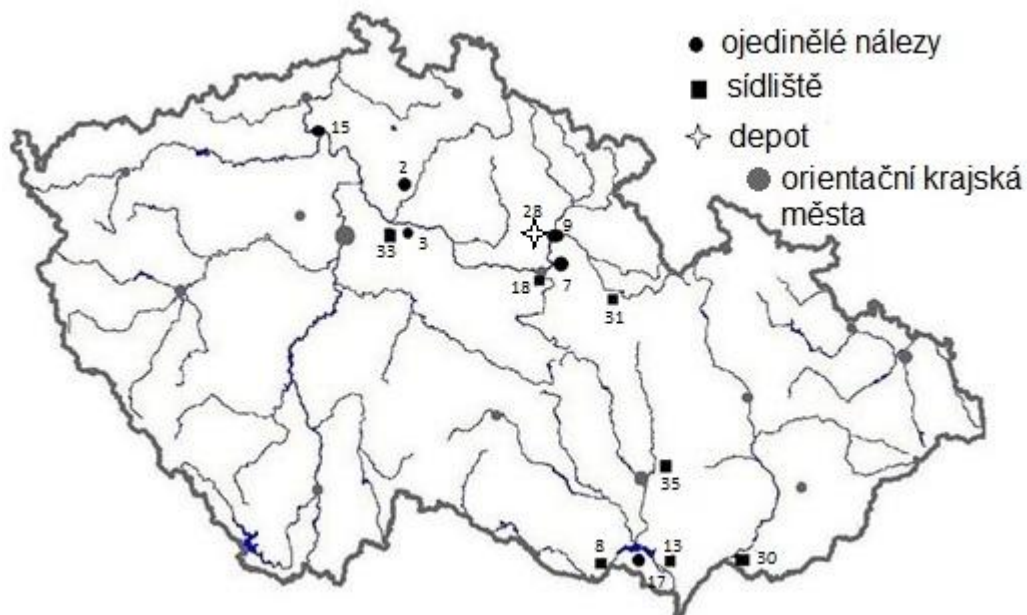 ojedinělé nálezy
sídliště
depot
orientační krajská
města
15
2
28
9
33
3
7
18
31
35
8
13
30
17